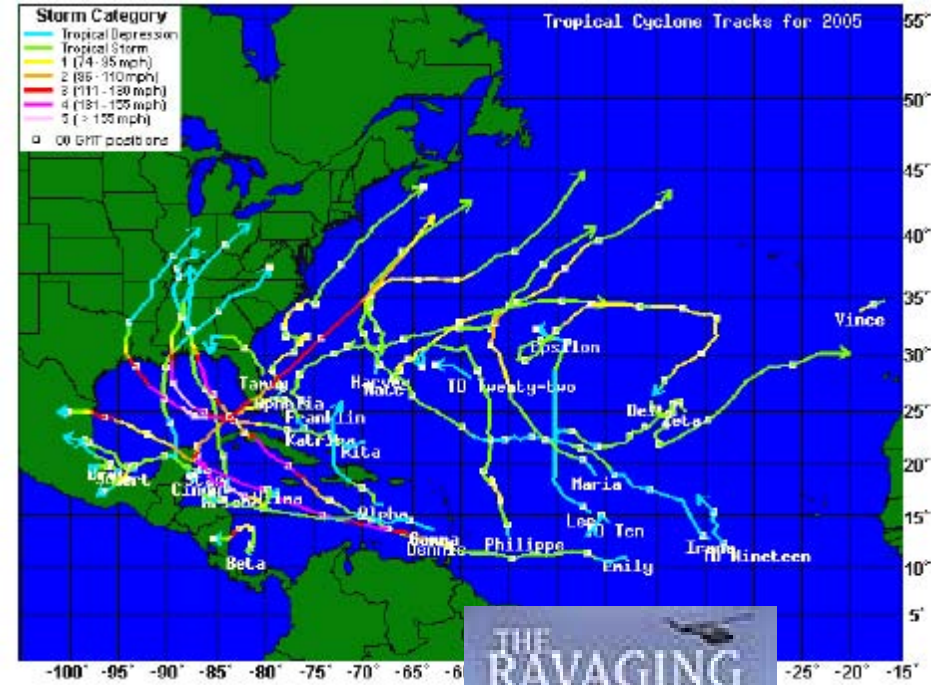 Storm Category
Tropical Depression
Tropical Storm
1 (74-95 mph)
2 (96-110 mph)
3 (111-130 mph)
4 (131-155 mph)
5 ( > 155 mph)
00 GMT positions
Tropical Cyclone Tracks for 2005
55°
50°
45°
40°
35°
Vince
30°
Epsilon
Harvey
Nate
TD Twenty-two
Tammy
Ophelia
Franklin
Katrina
Rita
25°
20°
Maria
Alpha
15°
Lee
TD Ten
Philippe
Dennis
Irene
TD Nineteen
Emily
Beta
10°
5°
-100° -95° -90° -85° -80° -75° -70° -65° -25° -20° -15°
THE
RAVAGING